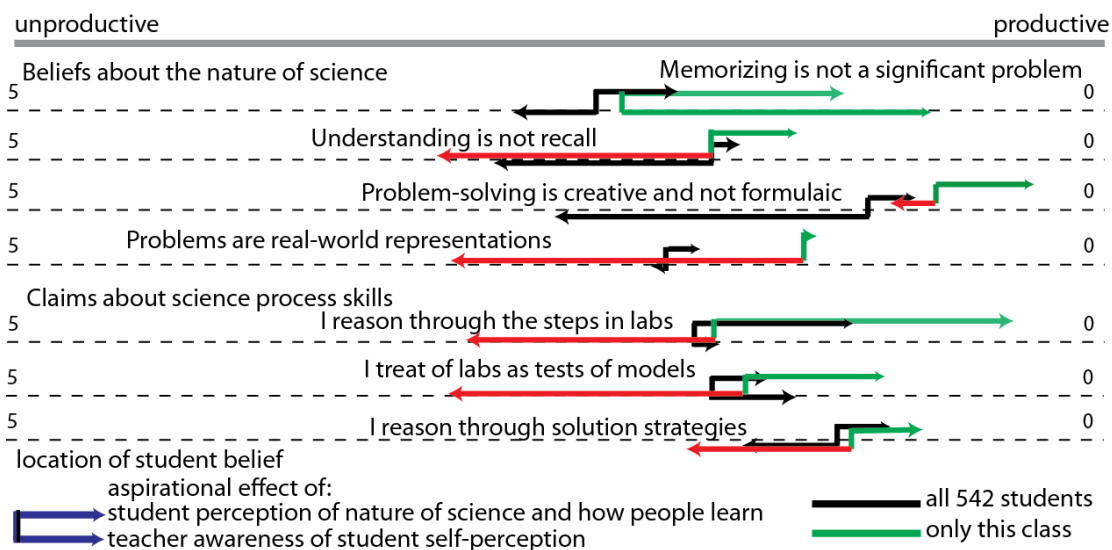 unproductive productive
Beliefs about the nature of science Memorizing is not a significant problem
5 0
Understanding is not recall
5 0
Problem-solving is creative and not formulaic
5 0
Problems are real-world representations
5 0
Claims about science process skills
5 I reason through the steps in labs 0
I treat of labs as tests of models
5 0
5 I reason through solution strategies 0
location of student belief
aspirational effect of:
student perception of nature of science and how people learn
teacher awareness of student self-perception
all 542 students
only this class